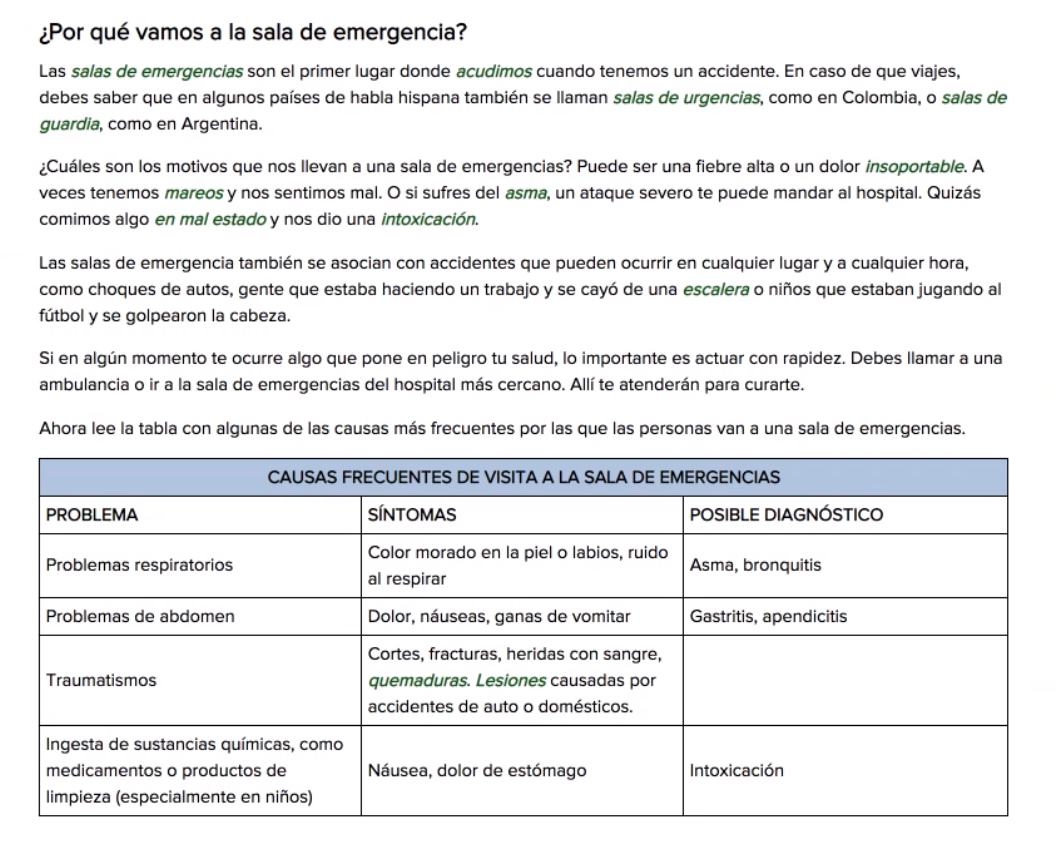 ¿Por qué vamos a la sala de emergencia?
Las salas de emergencias son el primer lugar donde acudimos cuando tenemos un accidente. En caso de que viajes,
debes saber que en algunos países de habla hispana también se llaman salas de urgencias, como en Colombia, o salas de
guardia, como en Argentina.
¿Cuáles son los motivos que nos llevan a una sala de emergencias? Puede ser una fiebre alta o un dolor insoportable. A
veces tenemos mareos y nos sentimos mal. O si sufres del asma, un ataque severo te puede mandar al hospital. Quizás
comimos algo en mal estado y nos dio una intoxicación.
Las salas de emergencia también se asocian con accidentes que pueden ocurrir en cualquier lugar y a cualquier hora,
como choques de autos, gente que estaba haciendo un trabajo y se cayó de una escalera o niños que estaban jugando al
fútbol y se golpearon la cabeza.
Si en algún momento te ocurre algo que pone en peligro tu salud, lo importante es actuar con rapidez. Debes llamar a una
ambulancia o ir a la sala de emergencias del hospital más cercano. Allí te atenderán para curarte.
Ahora lee la tabla con algunas de las causas más frecuentes por las que las personas van a una sala de emergencias.
CAUSAS FRECUENTES DE VISITA A LA SALA DE EMERGENCIAS
PROBLEMA
SÍNTOMAS
POSIBLE DIAGNÓSTICO
Problemas respiratorios
Color morado en la piel o labios, ruido
al respirar
Asma, bronquitis
Problemas de abdomen
Dolor, náuseas, ganas de vomitar
Gastritis, apendicitis
Traumatismos
Cortes, fracturas, heridas con sangre,
quemaduras. Lesiones causadas por
accidentes de auto o domésticos.
Ingesta de sustancias químicas, como
medicamentos o productos de
limpieza (especialmente en niños)
Náusea, dolor de estómago
Intoxicación